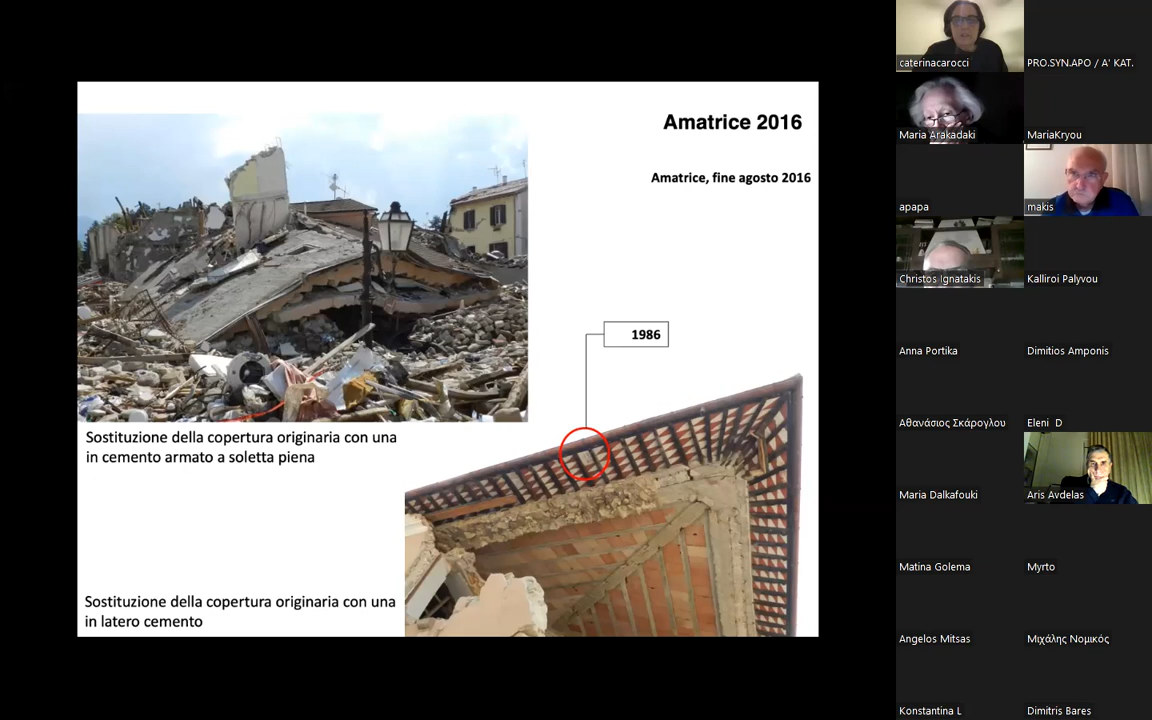 Amatrice 2016
Amatrice, fine agosto 2016
1986
Sostituzione della copertura originaria con una
in cemento armato a soletta piena
Sostituzione della copertura originaria con una
in latero cemento
caterinacarocci
PRO.SYN.APO / A' KAT.
Maria Arakadaki
MariaKryou
apapa
makis
Christos Ignatakis
Kalliroi Palyvou
Anna Portika
Dimitios Amponis
Αθανάσιος Σκάρογλου
Eleni D
Maria Dalkafouki
Aris Avdelas
Matina Golema
Myrto
Angelos Mitsas
Μιχάλης Νομικός
Konstantina L
Dimitris Bares